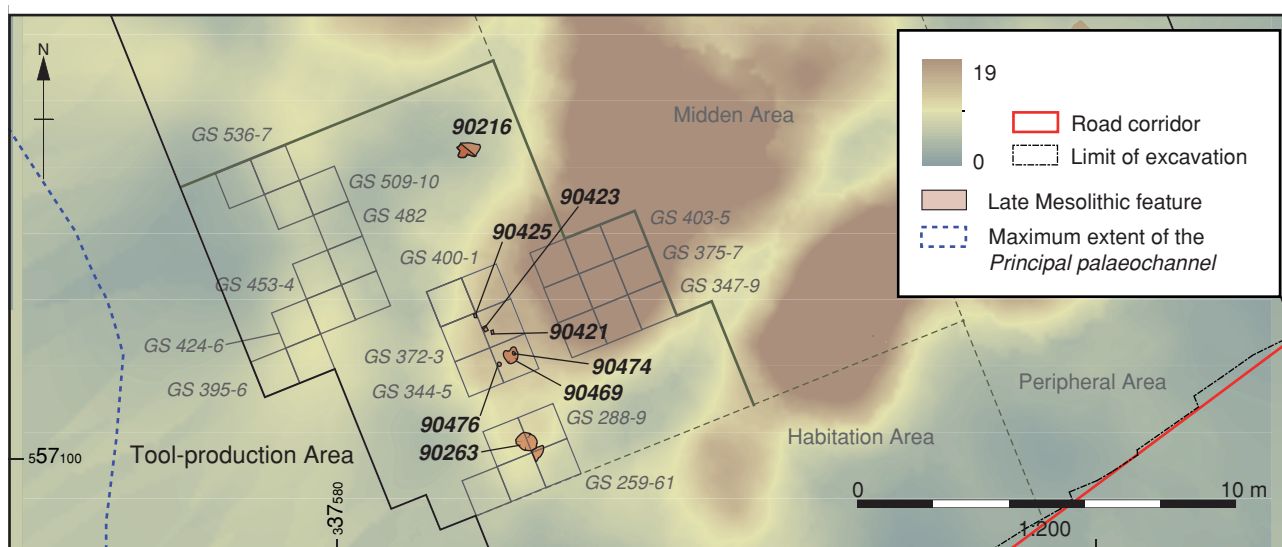 N
GS 536-7
90216
Midden Area
GS 509-10
90423
GS 482
90425
GS 403-5
GS 400-1
GS 375-7
GS 453-4
GS 347-9
90421
GS 424-6
GS 372-3
90474
GS 395-6
GS 344-5
90469
Peripheral Area
90476
GS 288-9
Habitation Area
90263
557100
Tool-production Area
GS 259-61
337580
0 10 m
1:200
19
0
Road corridor
Limit of excavation
Late Mesolithic feature
Maximum extent of the
Principal palaeochannel